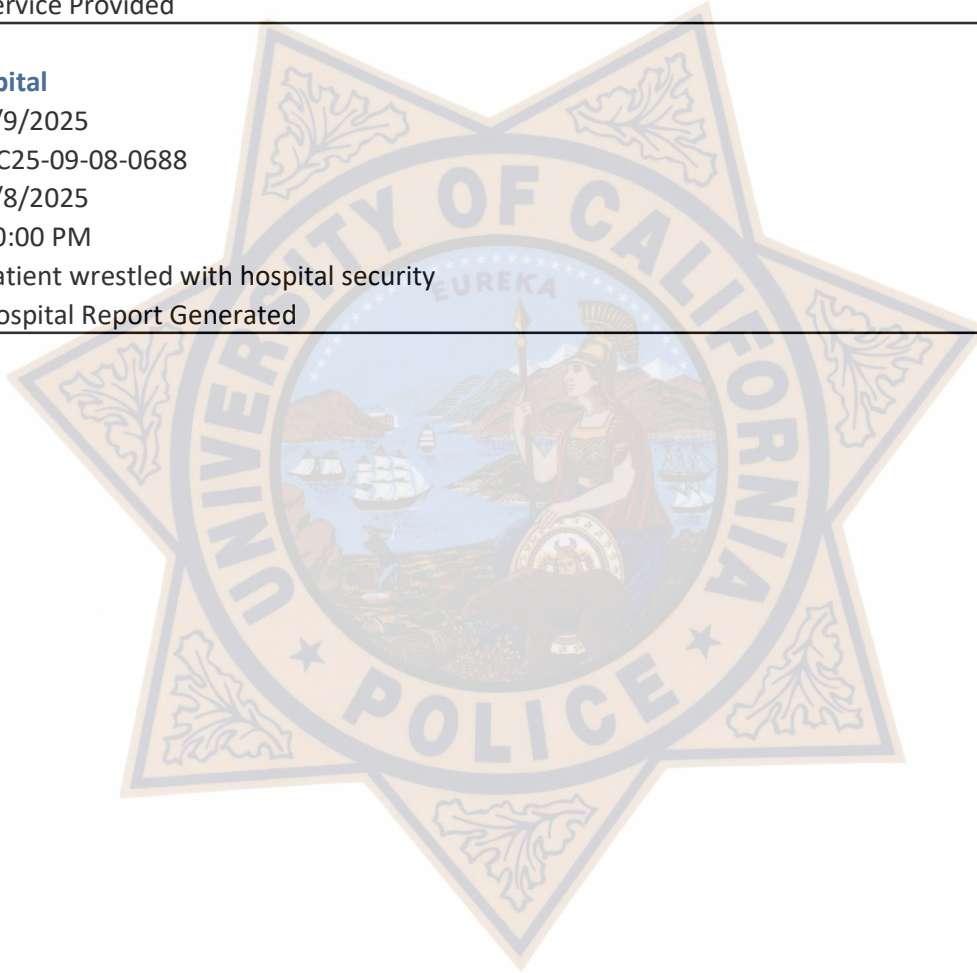 ervice Provided
pital
/9/2025
C25-09-08-0688
/8/2025
0:00 PM
atient wrestled with hospital security
ospital Report Generated
UNIVERSITY OF CALIFORNIA
EUREKA
POLICE